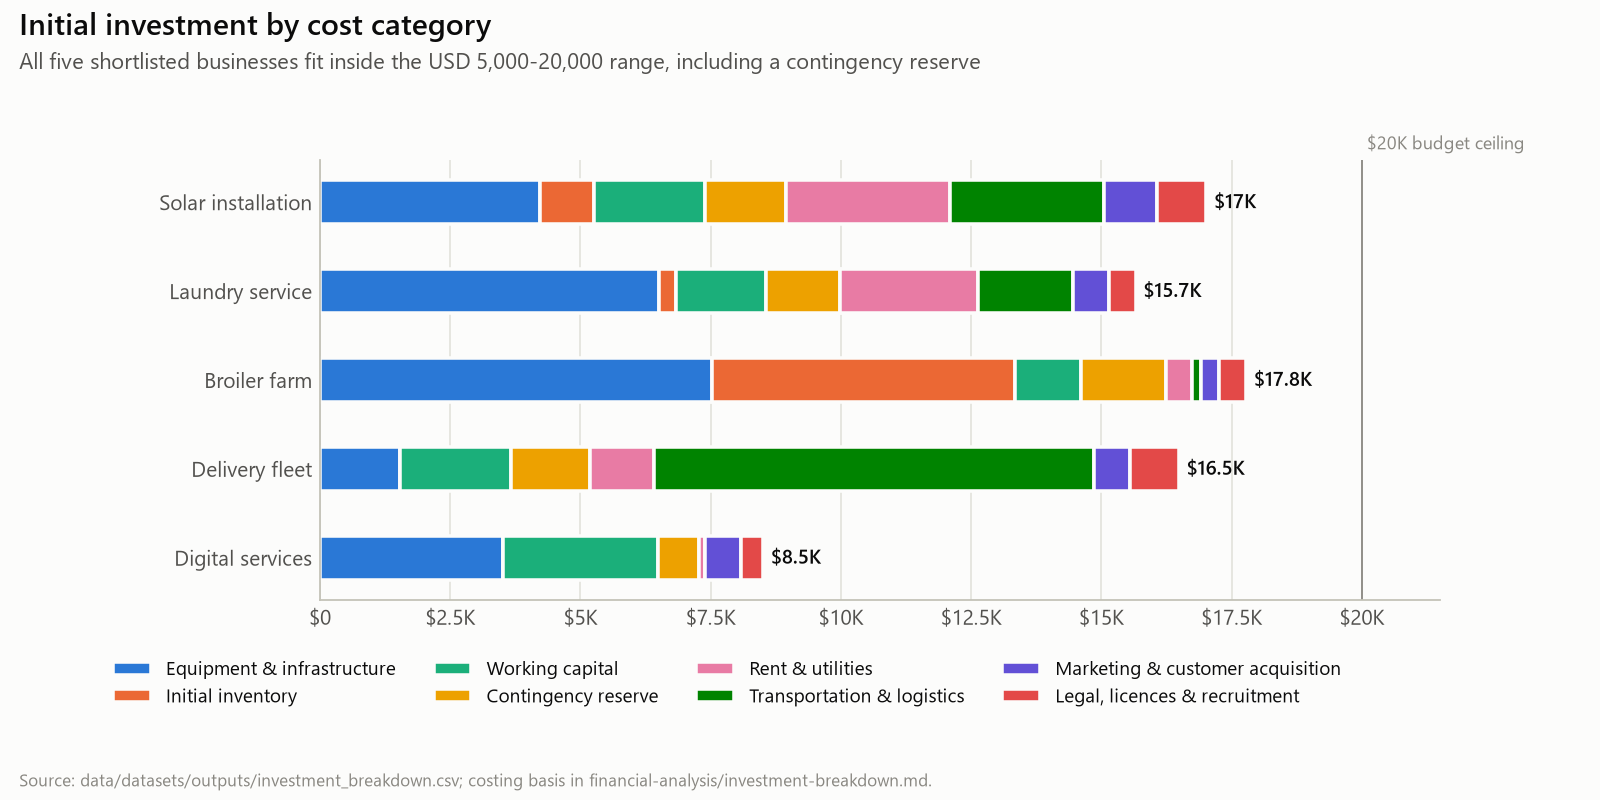 Initial investment by cost category
All five shortlisted businesses fit inside the USD 5,000-20,000 range, including a contingency reserve
$20K budget ceiling
Solar installation $17K
Laundry service $15.7K
Broiler farm $17.8K
Delivery fleet $16.5K
Digital services $8.5K
$0 $2.5K $5K $7.5K $10K $12.5K $15K $17.5K $20K
Equipment & infrastructure Working capital Rent & utilities Marketing & customer acquisition
Initial inventory Contingency reserve Transportation & logistics Legal, licences & recruitment
Source: data/datasets/outputs/investment_breakdown.csv; costing basis in financial-analysis/investment-breakdown.md.